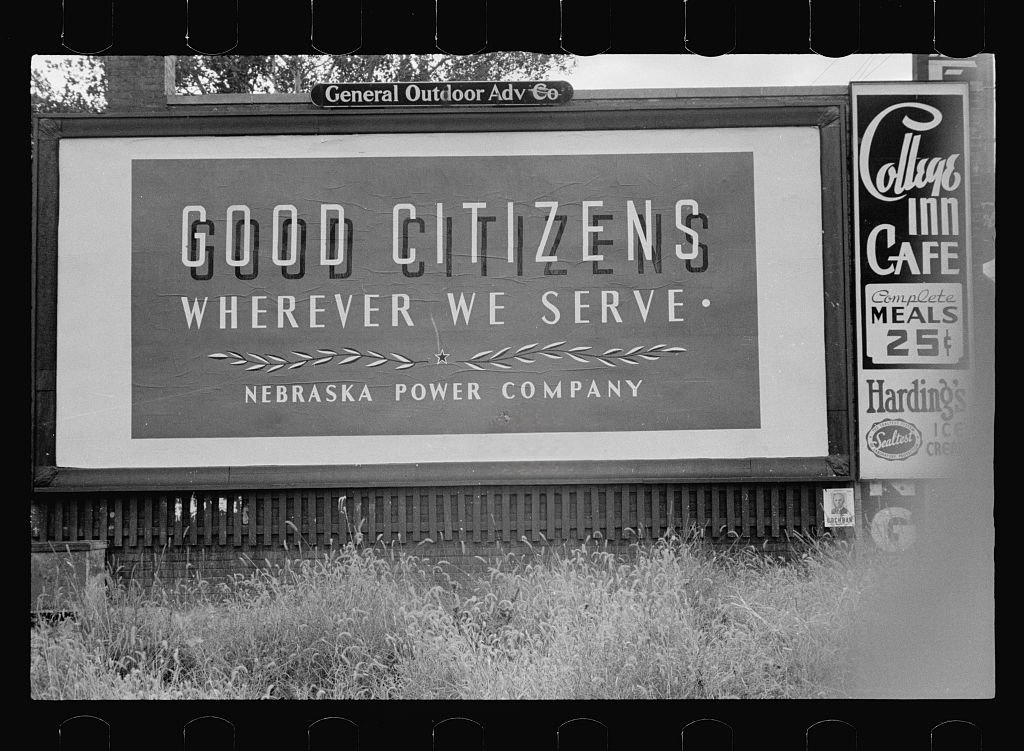 General Outdoor Adv Co
GOOD CITIZENS
WHEREVER WE SERVE·
NEBRASKA POWER COMPANY
College
INN
CAFE
Complete
MEALS
25¢
Harding's
Sealtest
ICE
CREAM
COCHRAN
N
G